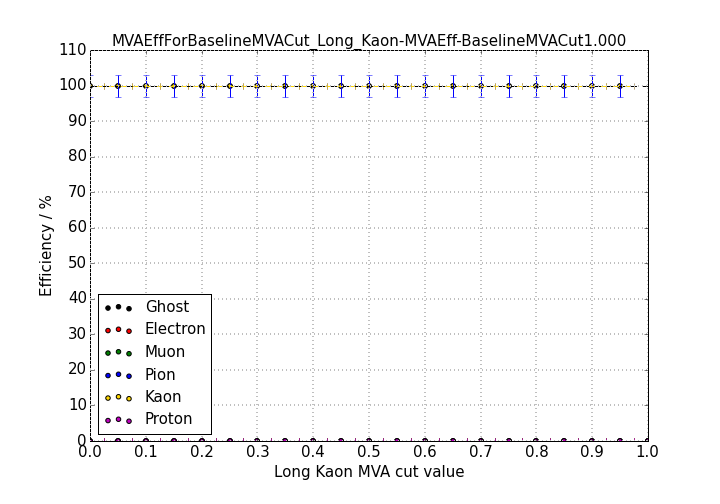 MVAEffForBaselineMVACut_Long_Kaon-MVAEff-BaselineMVACut1.000
110
100
90
80
70
60
50
40
30
20
10
0
Efficiency / %
Ghost
Electron
Muon
Pion
Kaon
Proton
0.0 0.1 0.2 0.3 0.4 0.5 0.6 0.7 0.8 0.9 1.0
Long Kaon MVA cut value